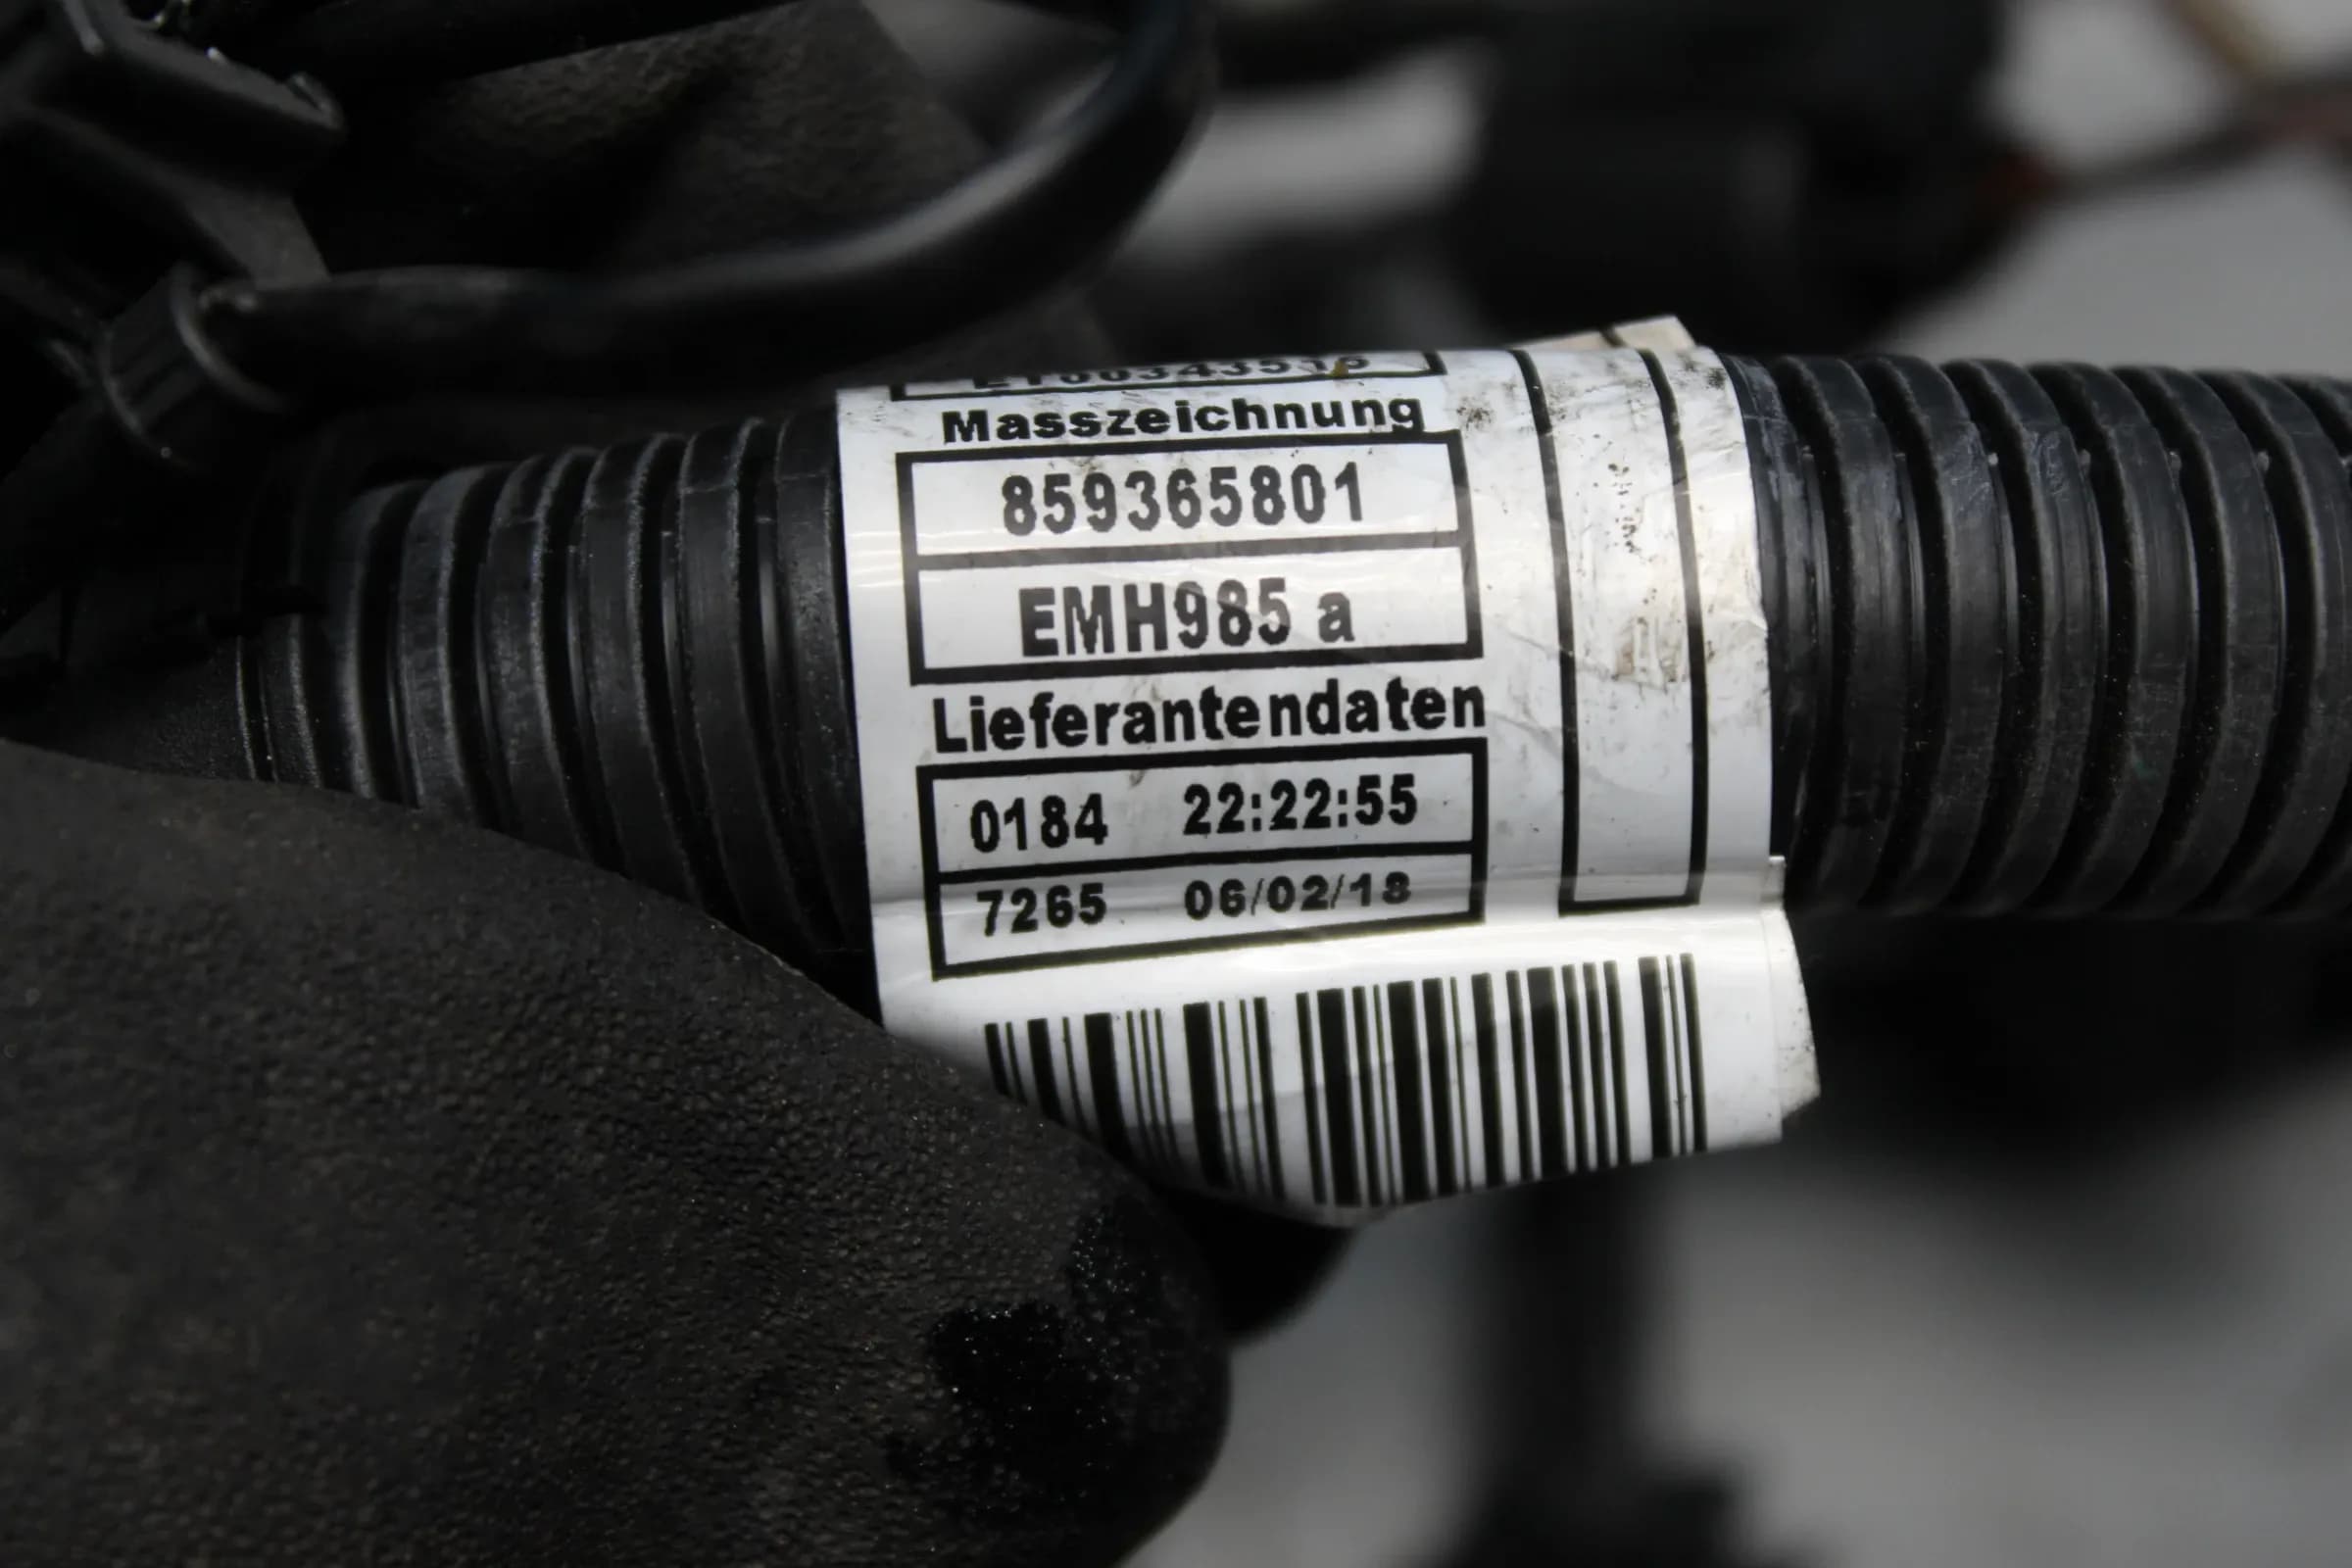 Masszeichnung
859365801
EMH985 a
Lieferantendaten
0184 22:22:55
7265 06/02/18